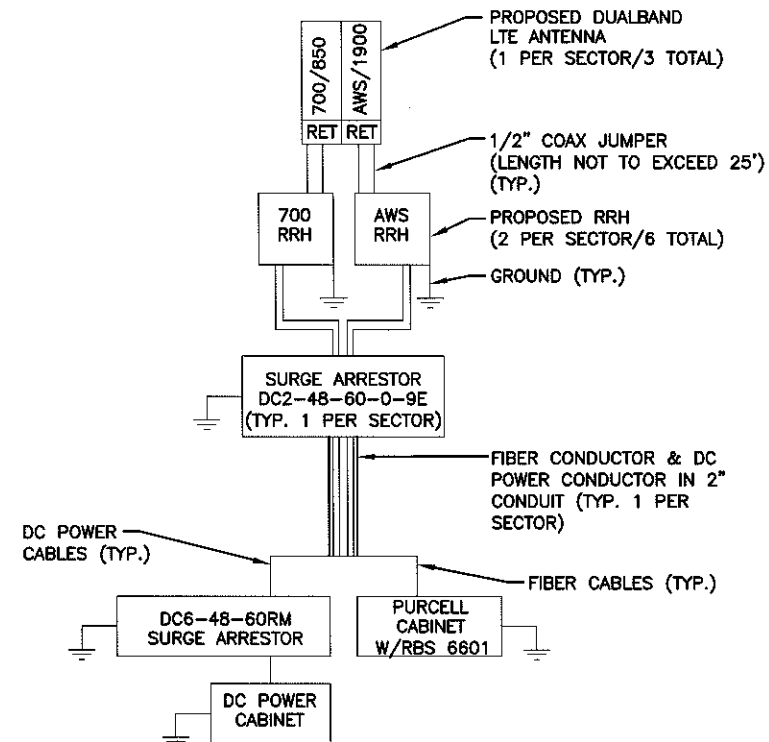 PROPOSED DUALBAND
LTE ANTENNA
(1 PER SECTOR/3 TOTAL)
700/850
AWS/1900
RET
RET
1/2" COAX JUMPER
(LENGTH NOT TO EXCEED 25')
(TYP.)
700
RRH
AWS
RRH
PROPOSED RRH
(2 PER SECTOR/6 TOTAL)
GROUND (TYP.)
SURGE ARRESTOR
DC2-48-60-0-9E
(TYP. 1 PER SECTOR)
FIBER CONDUCTOR & DC
POWER CONDUCTOR IN 2"
CONDUIT (TYP. 1 PER
SECTOR)
DC POWER
CABLES (TYP.)
FIBER CABLES (TYP.)
DC6-48-60RM
SURGE ARRESTOR
PURCELL
CABINET
W/RBS 6601
DC POWER
CABINET